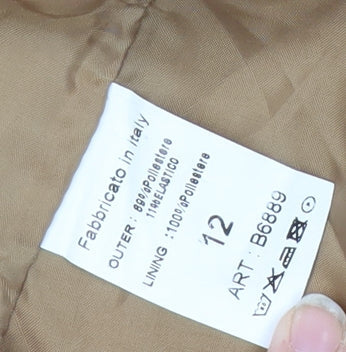 Fabbricato in Italy
OUTER: 89%Poliestere
11%ELASTICO
LINING :100%Poliestere
12
ART: B6889